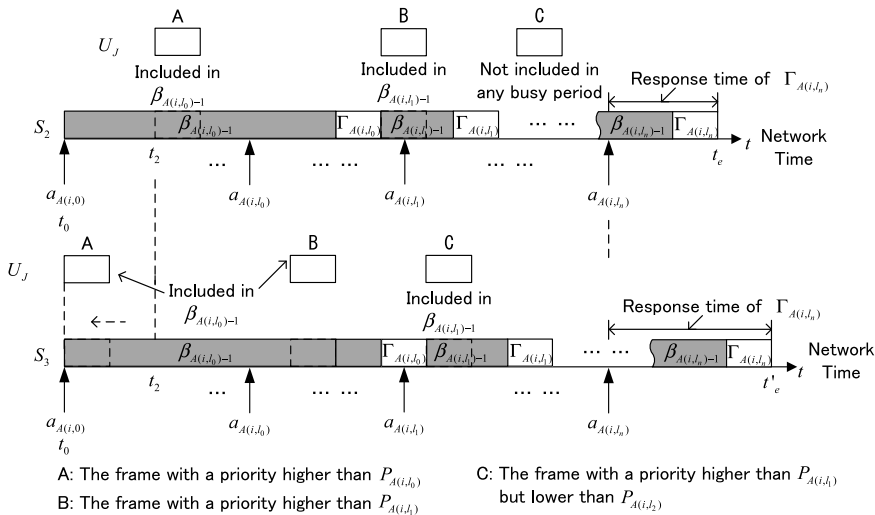 A B C
U_J
Included in β_{A(i,l_0)−1}
Included in β_{A(i,l_1)−1}
Not included in any busy period
Response time of Γ_{A(i,l_n)}
S_2
β_{A(i,l_0)−1} Γ_{A(i,l_0)} β_{A(i,l_1)−1} Γ_{A(i,l_1)} ... ... β_{A(i,l_n)−1} Γ_{A(i,l_n)}
t_2 t_e t Network Time
... ... ... ... ...
a_{A(i,0)} a_{A(i,l_0)} a_{A(i,l_1)} a_{A(i,l_n)}
t_0
A B C
U_J
Included in β_{A(i,l_0)−1}
Included in β_{A(i,l_1)−1}
Response time of Γ_{A(i,l_n)}
S_3
β_{A(i,l_0)−1} Γ_{A(i,l_0)} β_{A(i,l_1)−1} Γ_{A(i,l_1)} ... ... β_{A(i,l_n)−1} Γ_{A(i,l_n)}
t_2 t'_e t Network Time
... ... ... ... ...
a_{A(i,0)} a_{A(i,l_0)} a_{A(i,l_1)} a_{A(i,l_n)}
t_0
A: The frame with a priority higher than P_{A(i,l_0)}
B: The frame with a priority higher than P_{A(i,l_1)}
C: The frame with a priority higher than P_{A(i,l_1)}
but lower than P_{A(i,l_2)}